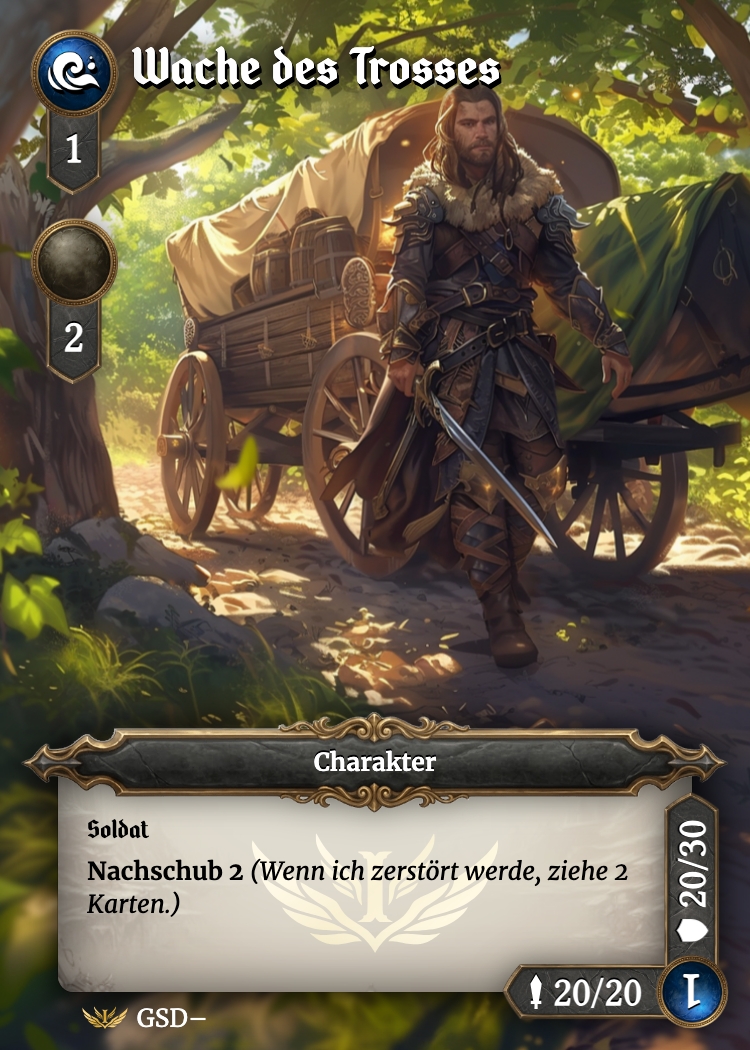 Wache des Trosses
1
2
Charakter
Soldat
Nachschub 2 (Wenn ich zerstört werde, ziehe 2
Karten.)
20/30
20/20
1
GSD–